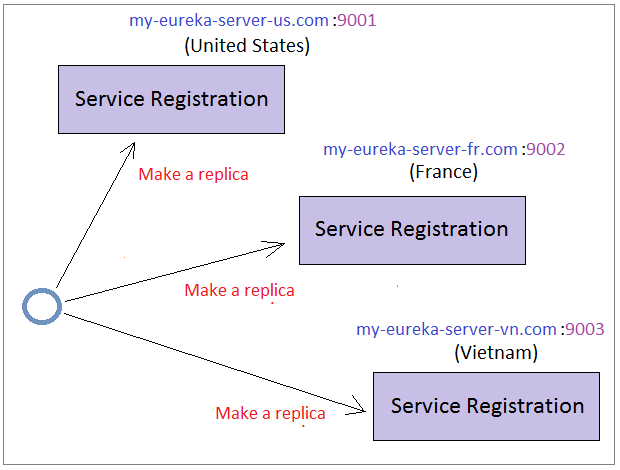 my-eureka-server-us.com :9001
(United States)
Service Registration
Make a replica
my-eureka-server-fr.com :9002
(France)
Service Registration
Make a replica
my-eureka-server-vn.com :9003
(Vietnam)
Service Registration
Make a replica